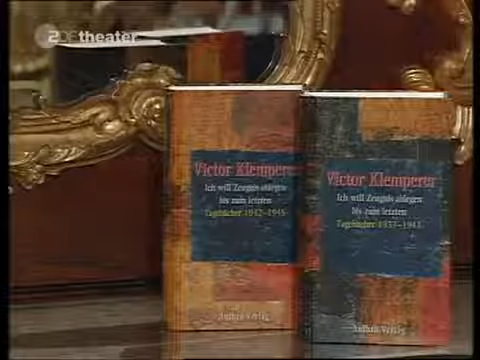 ZDFtheater
Victor Klemperer
Ich will Zeugnis ablegen
bis zum letzten
Tagebücher 1942-1945
Aufbau-Verlag
Victor Klemperer
Ich will Zeugnis ablegen
bis zum letzten
Tagebücher 1933-1941
Aufbau-Verlag